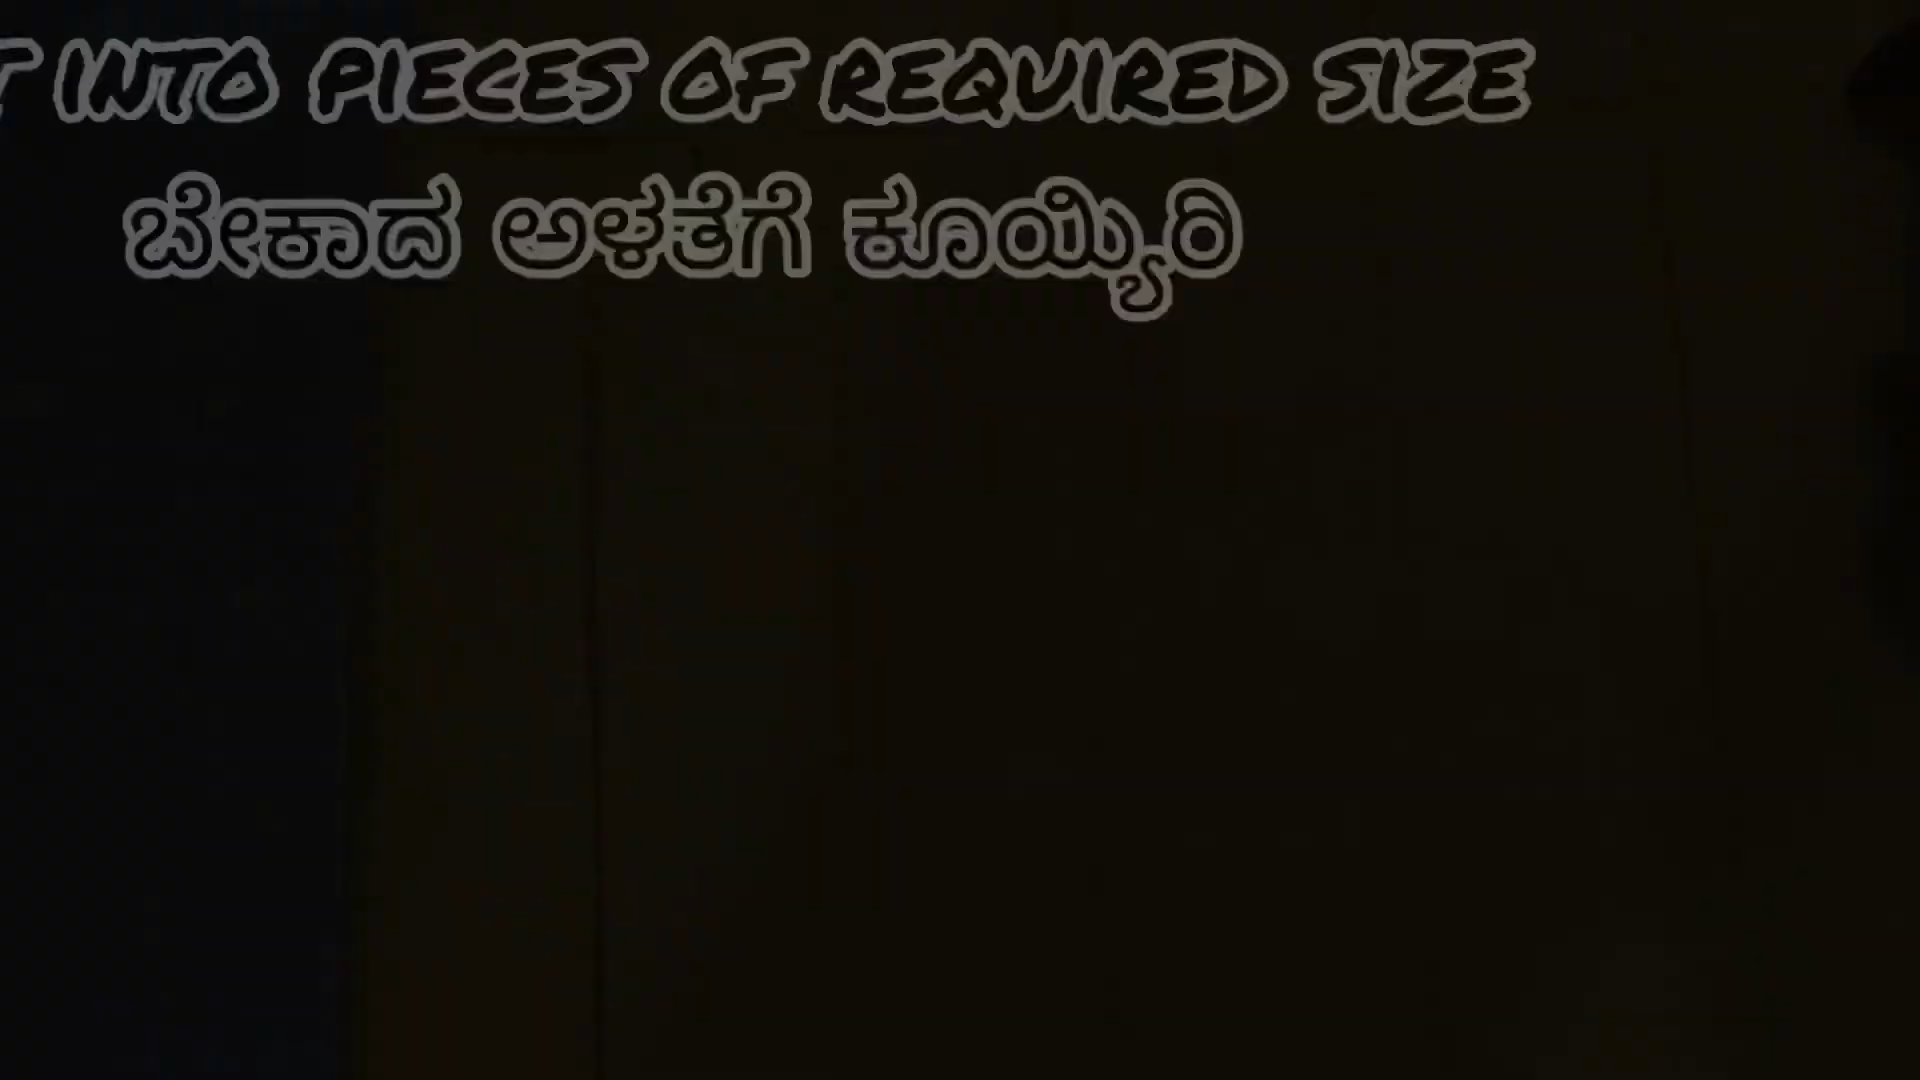 T INTO PIECES OF REQUIRED SIZE
ಬೇಕಾದ ಅಳತೆಗೆ ಕೂಯ್ಯಿರಿ